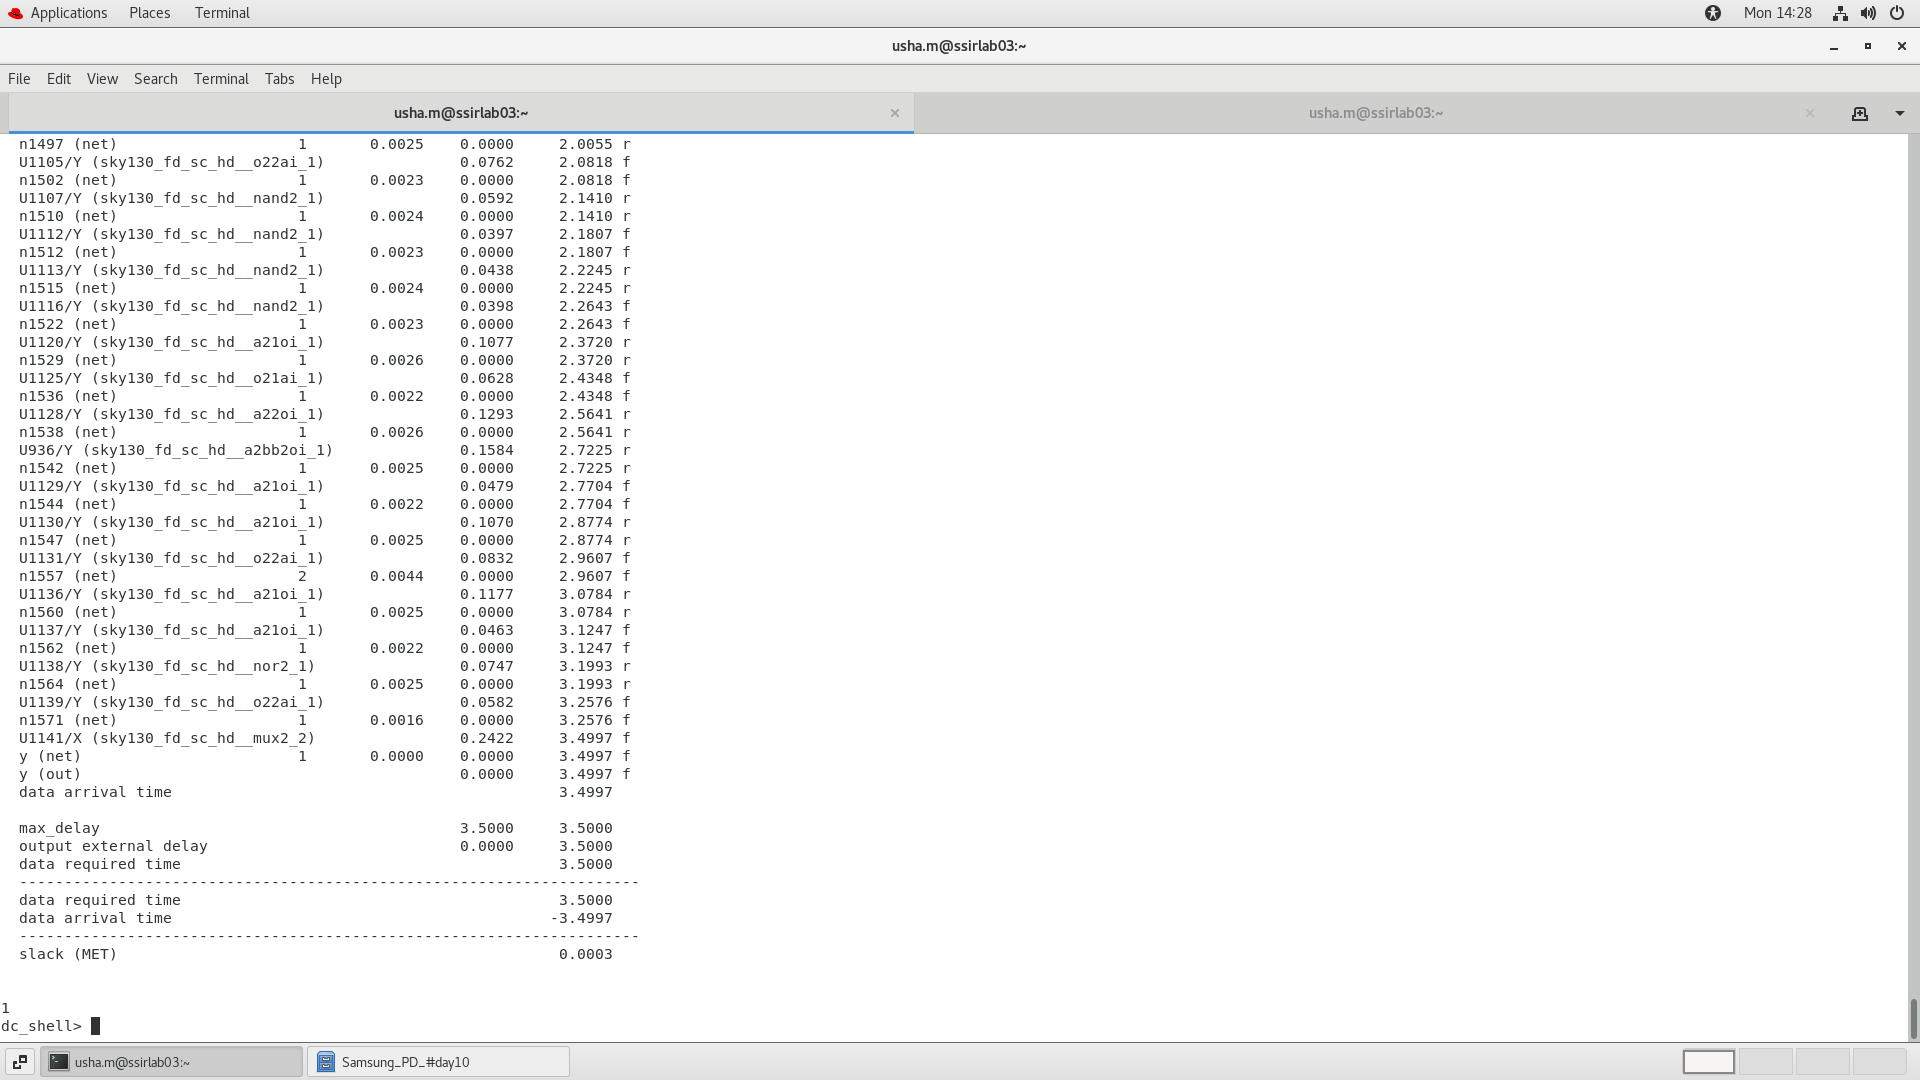 Applications Places Terminal Mon 14:28
usha.m@ssirlab03:~
File Edit View Search Terminal Tabs Help
usha.m@ssirlab03:~ × usha.m@ssirlab03:~ ×
n1497 (net) 1 0.0025 0.0000 2.0055 r
U1105/Y (sky130_fd_sc_hd__o22ai_1) 0.0762 2.0818 f
n1502 (net) 1 0.0023 0.0000 2.0818 f
U1107/Y (sky130_fd_sc_hd__nand2_1) 0.0592 2.1410 r
n1510 (net) 1 0.0024 0.0000 2.1410 r
U1112/Y (sky130_fd_sc_hd__nand2_1) 0.0397 2.1807 f
n1512 (net) 1 0.0023 0.0000 2.1807 f
U1113/Y (sky130_fd_sc_hd__nand2_1) 0.0438 2.2245 r
n1515 (net) 1 0.0024 0.0000 2.2245 r
U1116/Y (sky130_fd_sc_hd__nand2_1) 0.0398 2.2643 f
n1522 (net) 1 0.0023 0.0000 2.2643 f
U1120/Y (sky130_fd_sc_hd__a21oi_1) 0.1077 2.3720 r
n1529 (net) 1 0.0026 0.0000 2.3720 r
U1125/Y (sky130_fd_sc_hd__o21ai_1) 0.0628 2.4348 f
n1536 (net) 1 0.0022 0.0000 2.4348 f
U1128/Y (sky130_fd_sc_hd__a22oi_1) 0.1293 2.5641 r
n1538 (net) 1 0.0026 0.0000 2.5641 r
U936/Y (sky130_fd_sc_hd__a2bb2oi_1) 0.1584 2.7225 r
n1542 (net) 1 0.0025 0.0000 2.7225 r
U1129/Y (sky130_fd_sc_hd__a21oi_1) 0.0479 2.7704 f
n1544 (net) 1 0.0022 0.0000 2.7704 f
U1130/Y (sky130_fd_sc_hd__a21oi_1) 0.1070 2.8774 r
n1547 (net) 1 0.0025 0.0000 2.8774 r
U1131/Y (sky130_fd_sc_hd__o22ai_1) 0.0832 2.9607 f
n1557 (net) 2 0.0044 0.0000 2.9607 f
U1136/Y (sky130_fd_sc_hd__a21oi_1) 0.1177 3.0784 r
n1560 (net) 1 0.0025 0.0000 3.0784 r
U1137/Y (sky130_fd_sc_hd__a21oi_1) 0.0463 3.1247 f
n1562 (net) 1 0.0022 0.0000 3.1247 f
U1138/Y (sky130_fd_sc_hd__nor2_1) 0.0747 3.1993 r
n1564 (net) 1 0.0025 0.0000 3.1993 r
U1139/Y (sky130_fd_sc_hd__o22ai_1) 0.0582 3.2576 f
n1571 (net) 1 0.0016 0.0000 3.2576 f
U1141/X (sky130_fd_sc_hd__mux2_2) 0.2422 3.4997 f
y (net) 1 0.0000 0.0000 3.4997 f
y (out) 0.0000 3.4997 f
data arrival time 3.4997
max_delay 3.5000 3.5000
output external delay 0.0000 3.5000
data required time 3.5000
---------------------------------------------------------------------
data required time 3.5000
data arrival time -3.4997
---------------------------------------------------------------------
slack (MET) 0.0003
1
dc_shell>
usha.m@ssirlab03:~ Samsung_PD_#day10